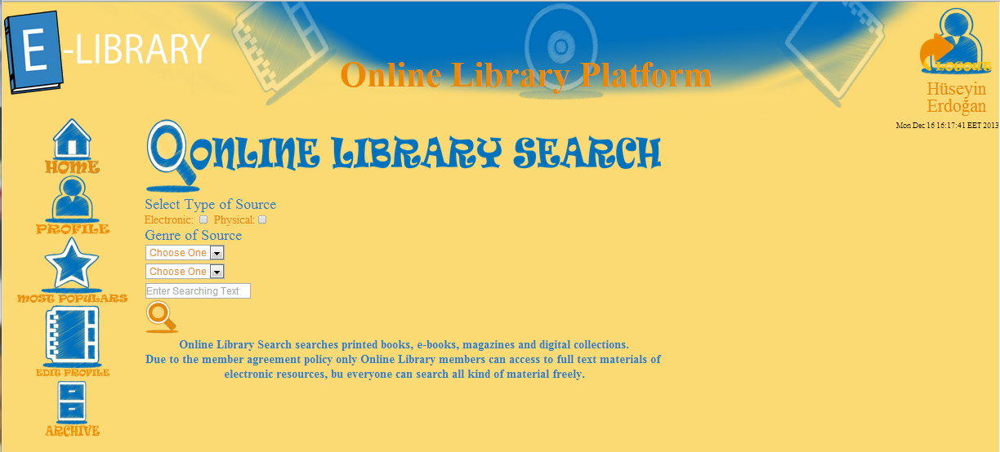 E-LIBRARY
Online Library Platform
LOGOUT
Hüseyin
Erdoğan
Mon Dec 16 16:17:41 EET 2013
HOME
PROFILE
MOST POPULARS
EDIT PROFILE
ARCHIVE
ONLINE LIBRARY SEARCH
Select Type of Source
Electronic: Physical:
Genre of Source
Choose One
Choose One
Enter Searching Text
Online Library Search searches printed books, e-books, magazines and digital collections.
Due to the member agreement policy only Online Library members can access to full text materials of
electronic resources, bu everyone can search all kind of material freely.